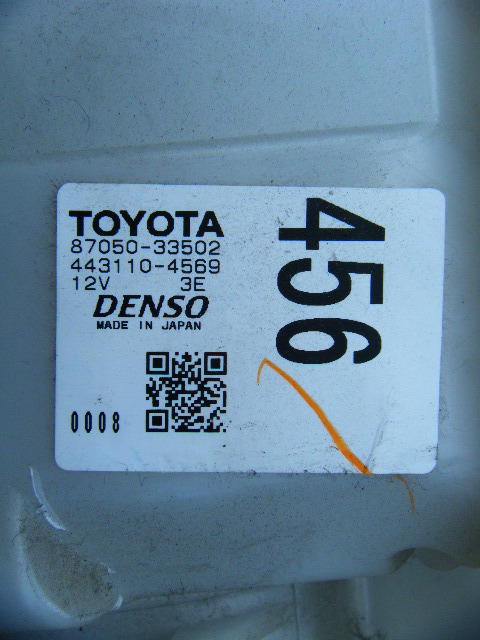 TOYOTA
87050-33502
443110-4569
12V 3E
DENSO
MADE IN JAPAN
0008
456